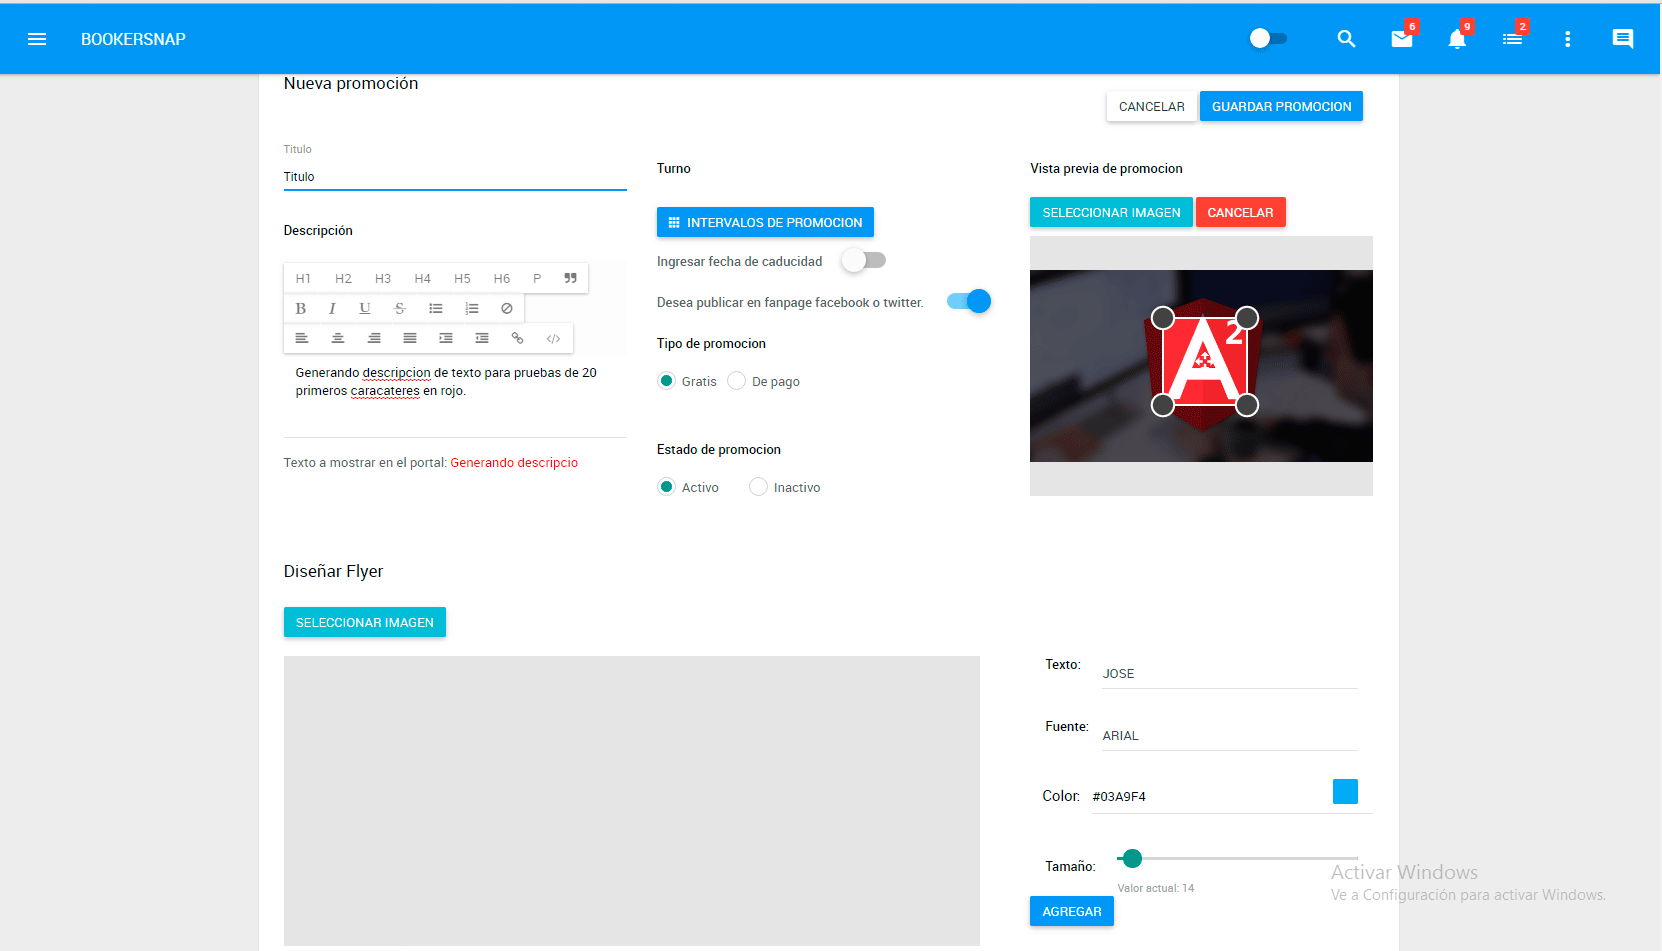 BOOKERSNAP
6
9
2
Nueva promoción
CANCELAR
GUARDAR PROMOCION
Titulo
Titulo
Descripción
H1 H2 H3 H4 H5 H6 P
B I U S
Generando descripcion de texto para pruebas de 20
primeros caracateres en rojo.
Texto a mostrar en el portal: Generando descripcio
Turno
INTERVALOS DE PROMOCION
Ingresar fecha de caducidad
Desea publicar en fanpage facebook o twitter.
Tipo de promocion
Gratis De pago
Estado de promocion
Activo Inactivo
Vista previa de promocion
SELECCIONAR IMAGEN
CANCELAR
A 2
Diseñar Flyer
SELECCIONAR IMAGEN
Texto: JOSE
Fuente: ARIAL
Color: #03A9F4
Tamaño:
Valor actual: 14
AGREGAR
Activar Windows
Ve a Configuración para activar Windows.